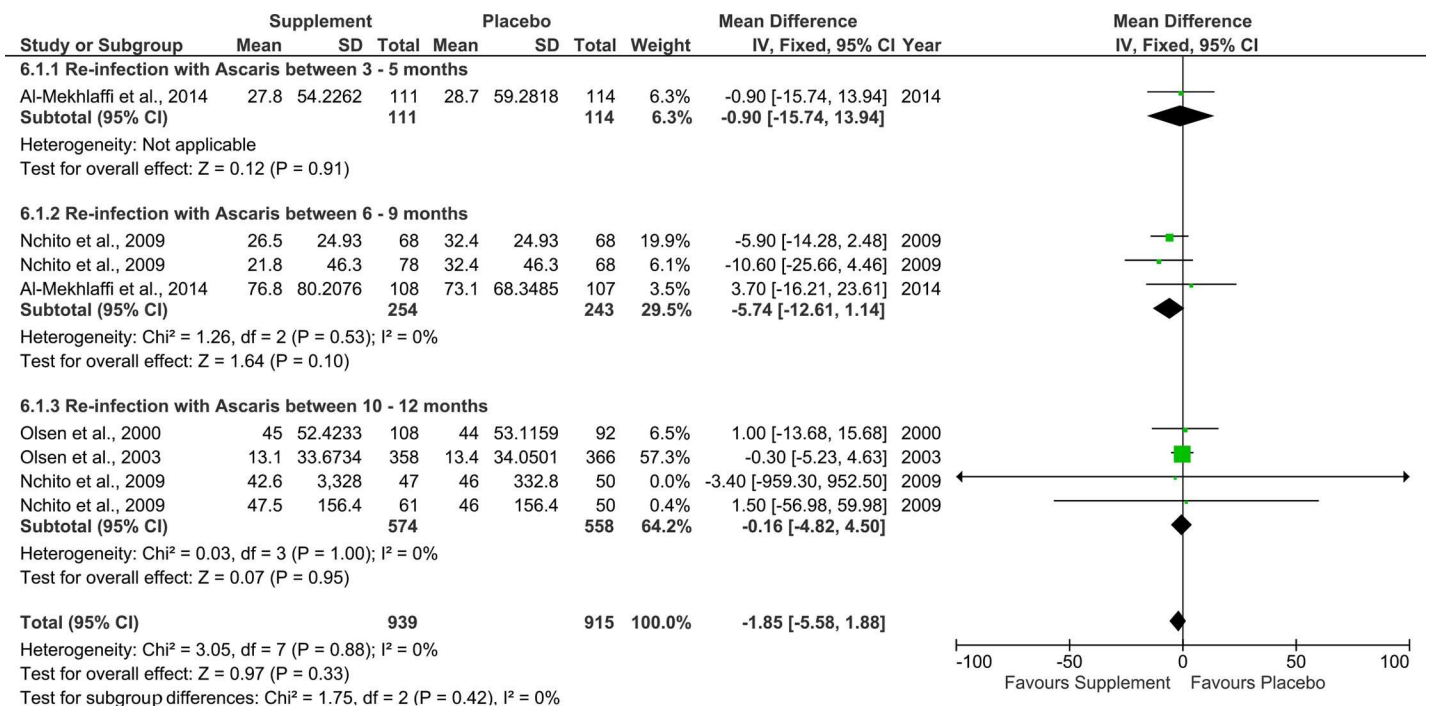 Supplement Placebo Mean Difference Mean Difference
Study or Subgroup Mean SD Total Mean SD Total Weight IV, Fixed, 95% CI Year IV, Fixed, 95% CI
6.1.1 Re-infection with Ascaris between 3 - 5 months
Al-Mekhlaffi et al., 2014 27.8 54.2262 111 28.7 59.2818 114 6.3% -0.90 [-15.74, 13.94] 2014
Subtotal (95% CI) 111 114 6.3% -0.90 [-15.74, 13.94]
Heterogeneity: Not applicable
Test for overall effect: Z = 0.12 (P = 0.91)
6.1.2 Re-infection with Ascaris between 6 - 9 months
Nchito et al., 2009 26.5 24.93 68 32.4 24.93 68 19.9% -5.90 [-14.28, 2.48] 2009
Nchito et al., 2009 21.8 46.3 78 32.4 46.3 68 6.1% -10.60 [-25.66, 4.46] 2009
Al-Mekhlaffi et al., 2014 76.8 80.2076 108 73.1 68.3485 107 3.5% 3.70 [-16.21, 23.61] 2014
Subtotal (95% CI) 254 243 29.5% -5.74 [-12.61, 1.14]
Heterogeneity: Chi² = 1.26, df = 2 (P = 0.53); I² = 0%
Test for overall effect: Z = 1.64 (P = 0.10)
6.1.3 Re-infection with Ascaris between 10 - 12 months
Olsen et al., 2000 45 52.4233 108 44 53.1159 92 6.5% 1.00 [-13.68, 15.68] 2000
Olsen et al., 2003 13.1 33.6734 358 13.4 34.0501 366 57.3% -0.30 [-5.23, 4.63] 2003
Nchito et al., 2009 42.6 3,328 47 46 332.8 50 0.0% -3.40 [-959.30, 952.50] 2009
Nchito et al., 2009 47.5 156.4 61 46 156.4 50 0.4% 1.50 [-56.98, 59.98] 2009
Subtotal (95% CI) 574 558 64.2% -0.16 [-4.82, 4.50]
Heterogeneity: Chi² = 0.03, df = 3 (P = 1.00); I² = 0%
Test for overall effect: Z = 0.07 (P = 0.95)
Total (95% CI) 939 915 100.0% -1.85 [-5.58, 1.88]
Heterogeneity: Chi² = 3.05, df = 7 (P = 0.88); I² = 0%
Test for overall effect: Z = 0.97 (P = 0.33)
Test for subgroup differences: Chi² = 1.75, df = 2 (P = 0.42), I² = 0%
-100 -50 0 50 100
Favours Supplement Favours Placebo